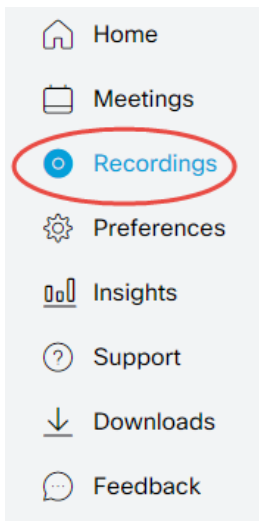 Home
Meetings
Recordings
Preferences
Insights
Support
Downloads
Feedback